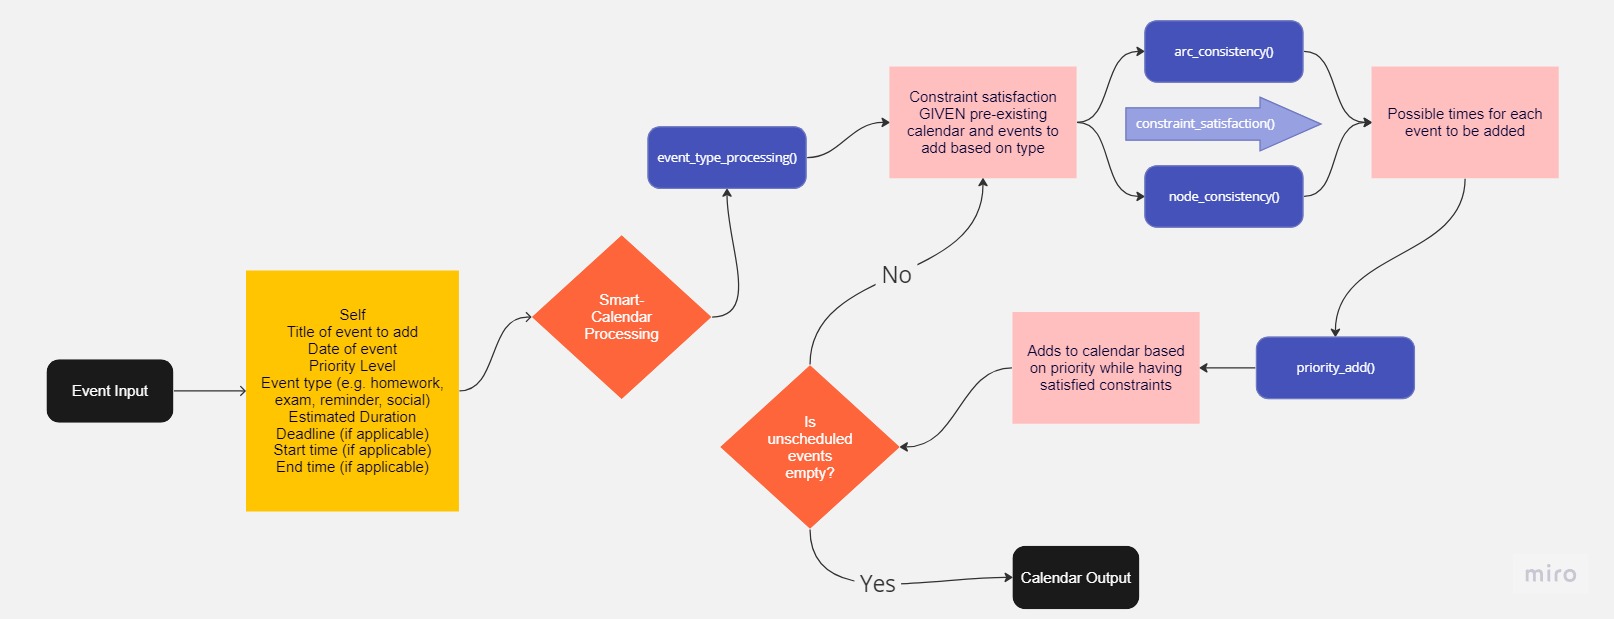 Event Input
Self
Title of event to add
Date of event
Priority Level
Event type (e.g. homework,
exam, reminder, social)
Estimated Duration
Deadline (if applicable)
Start time (if applicable)
End time (if applicable)
Smart-
Calendar
Processing
event_type_processing()
Constraint satisfaction
GIVEN pre-existing
calendar and events to
add based on type
arc_consistency()
constraint_satisfaction()
node_consistency()
Possible times for each
event to be added
priority_add()
Adds to calendar based
on priority while having
satisfied constraints
Is
unscheduled
events
empty?
No
Yes
Calendar Output
miro